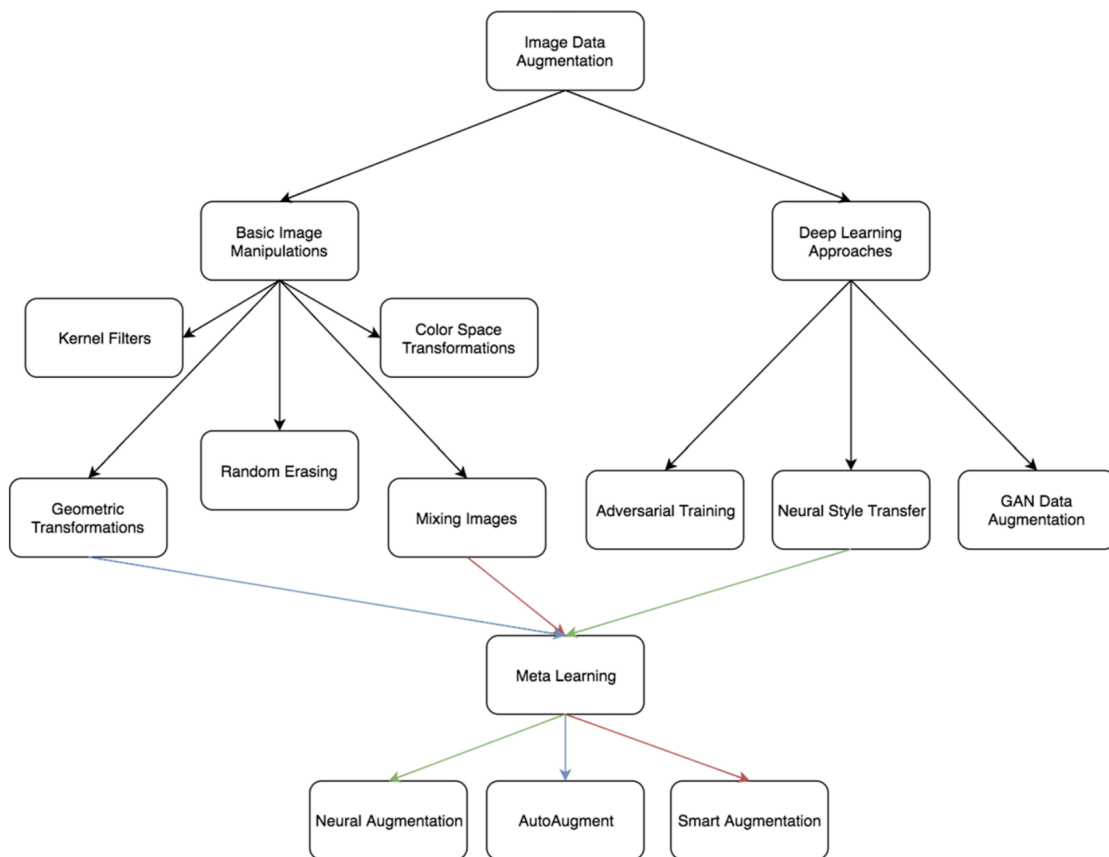 Image Data
Augmentation
Basic Image
Manipulations
Deep Learning
Approaches
Kernel Filters
Color Space
Transformations
Random Erasing
Geometric
Transformations
Mixing Images
Adversarial Training
Neural Style Transfer
GAN Data
Augmentation
Meta Learning
Neural Augmentation
AutoAugment
Smart Augmentation